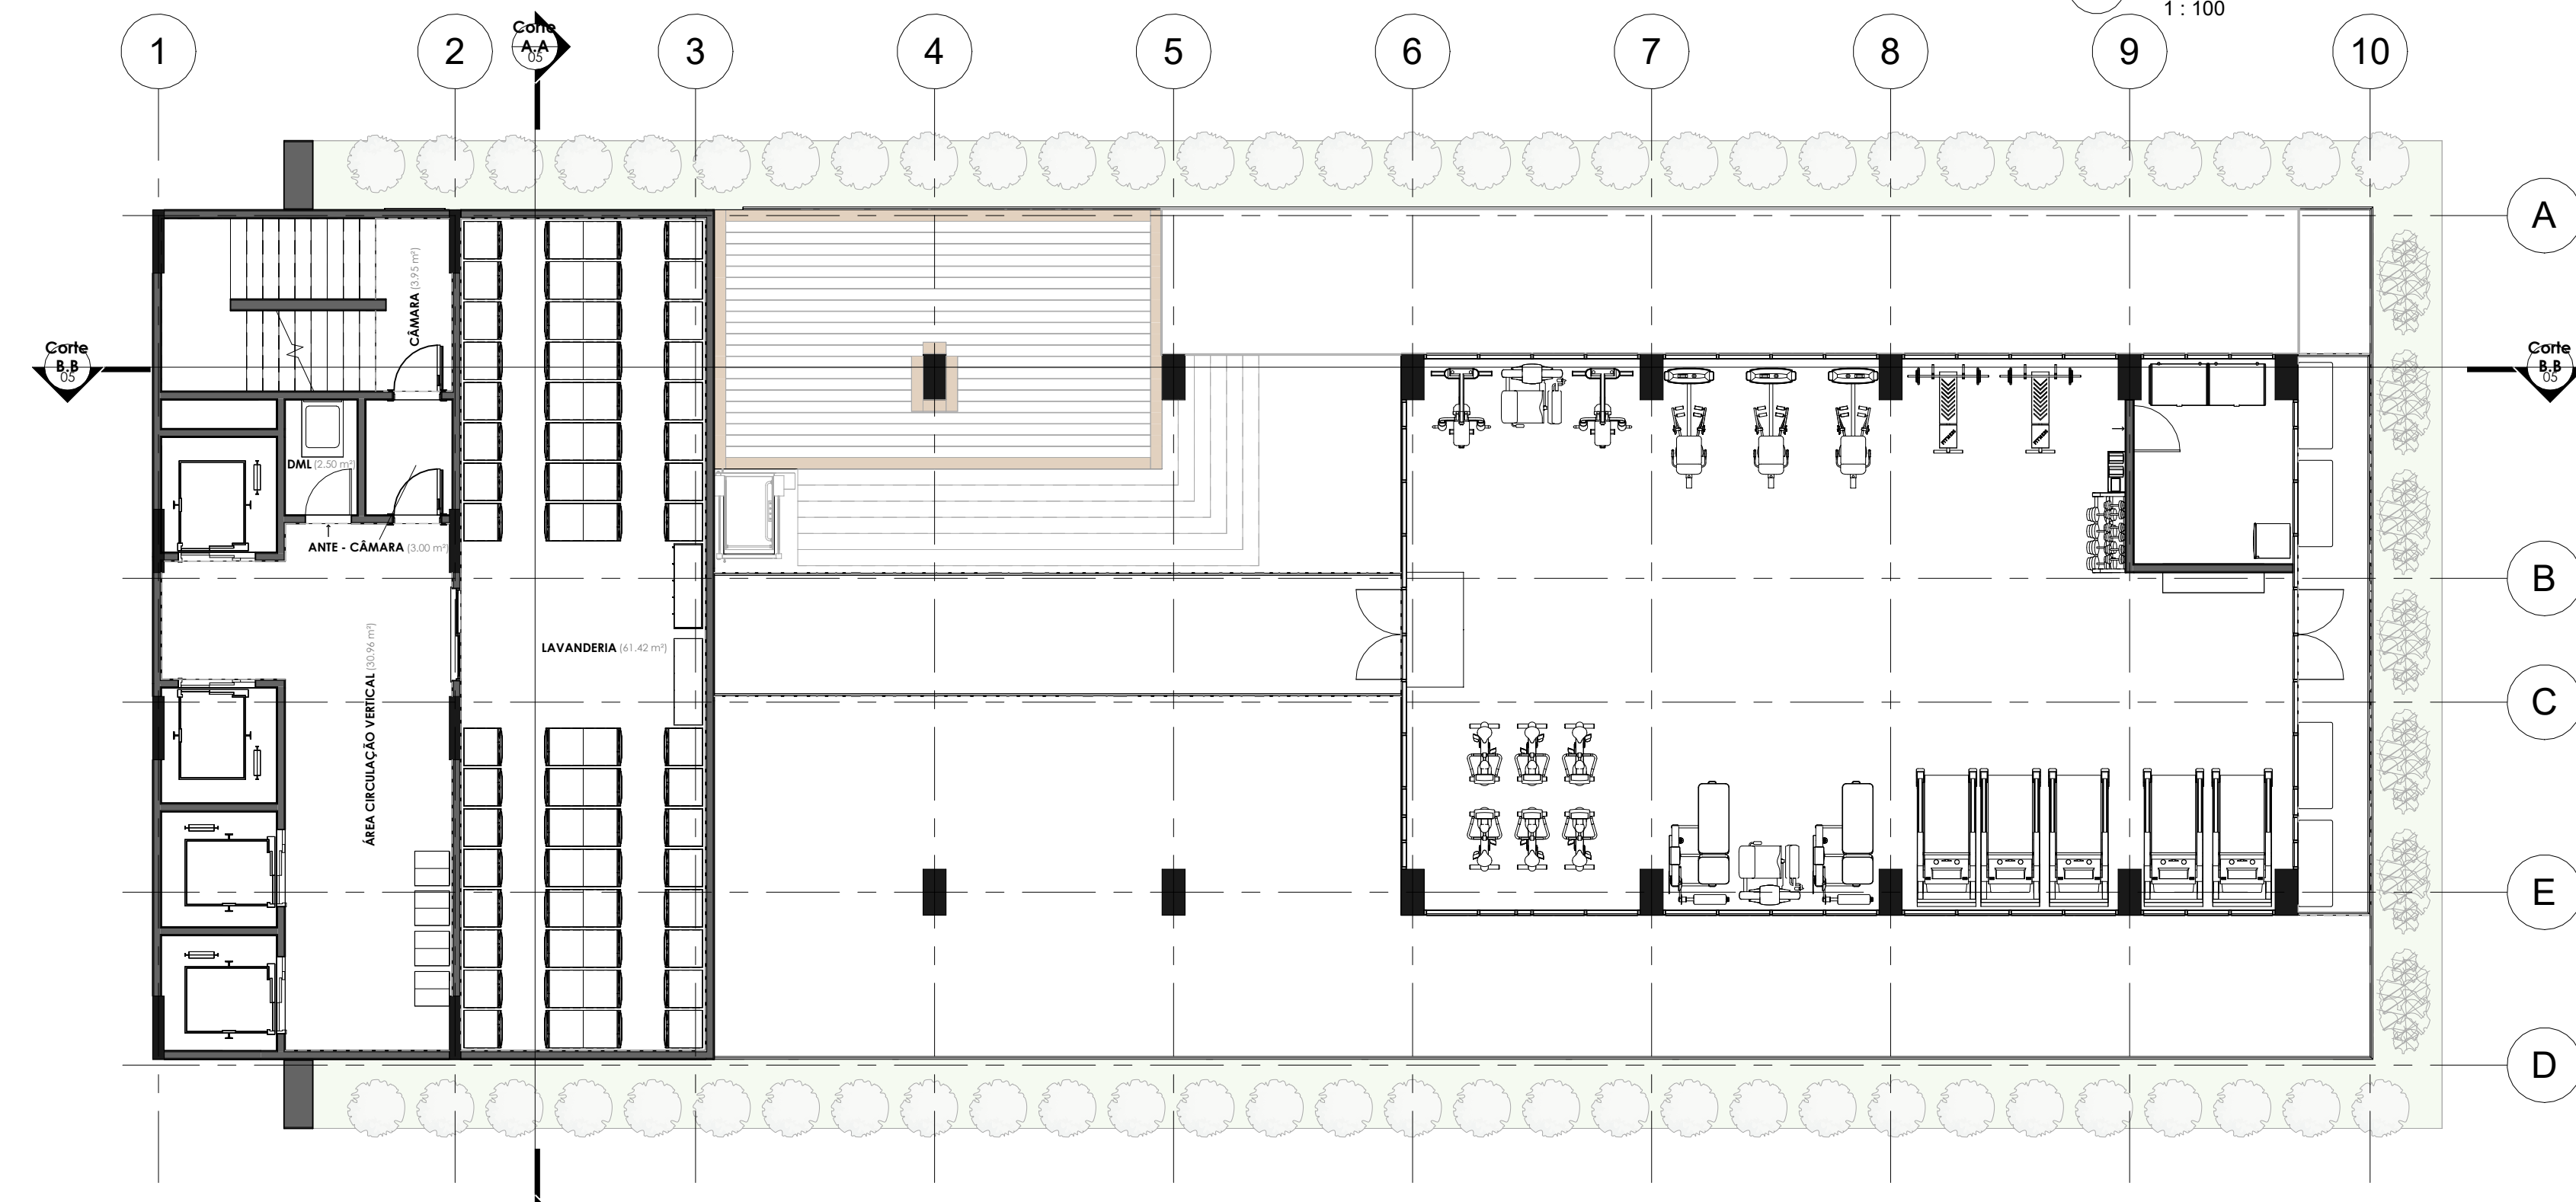 1 : 100
1
2
Corte
A.A
05
3
4
5
6
7
8
9
10
A
CÂMARA (3.95 m²)
Corte
B.B
05
Corte
B.B
05
DML (2.50 m²)
ANTE - CÂMARA (3.00 m²)
B
ÁREA CIRCULAÇÃO VERTICAL (30.96 m²)
LAVANDERIA (61.42 m²)
C
E
D